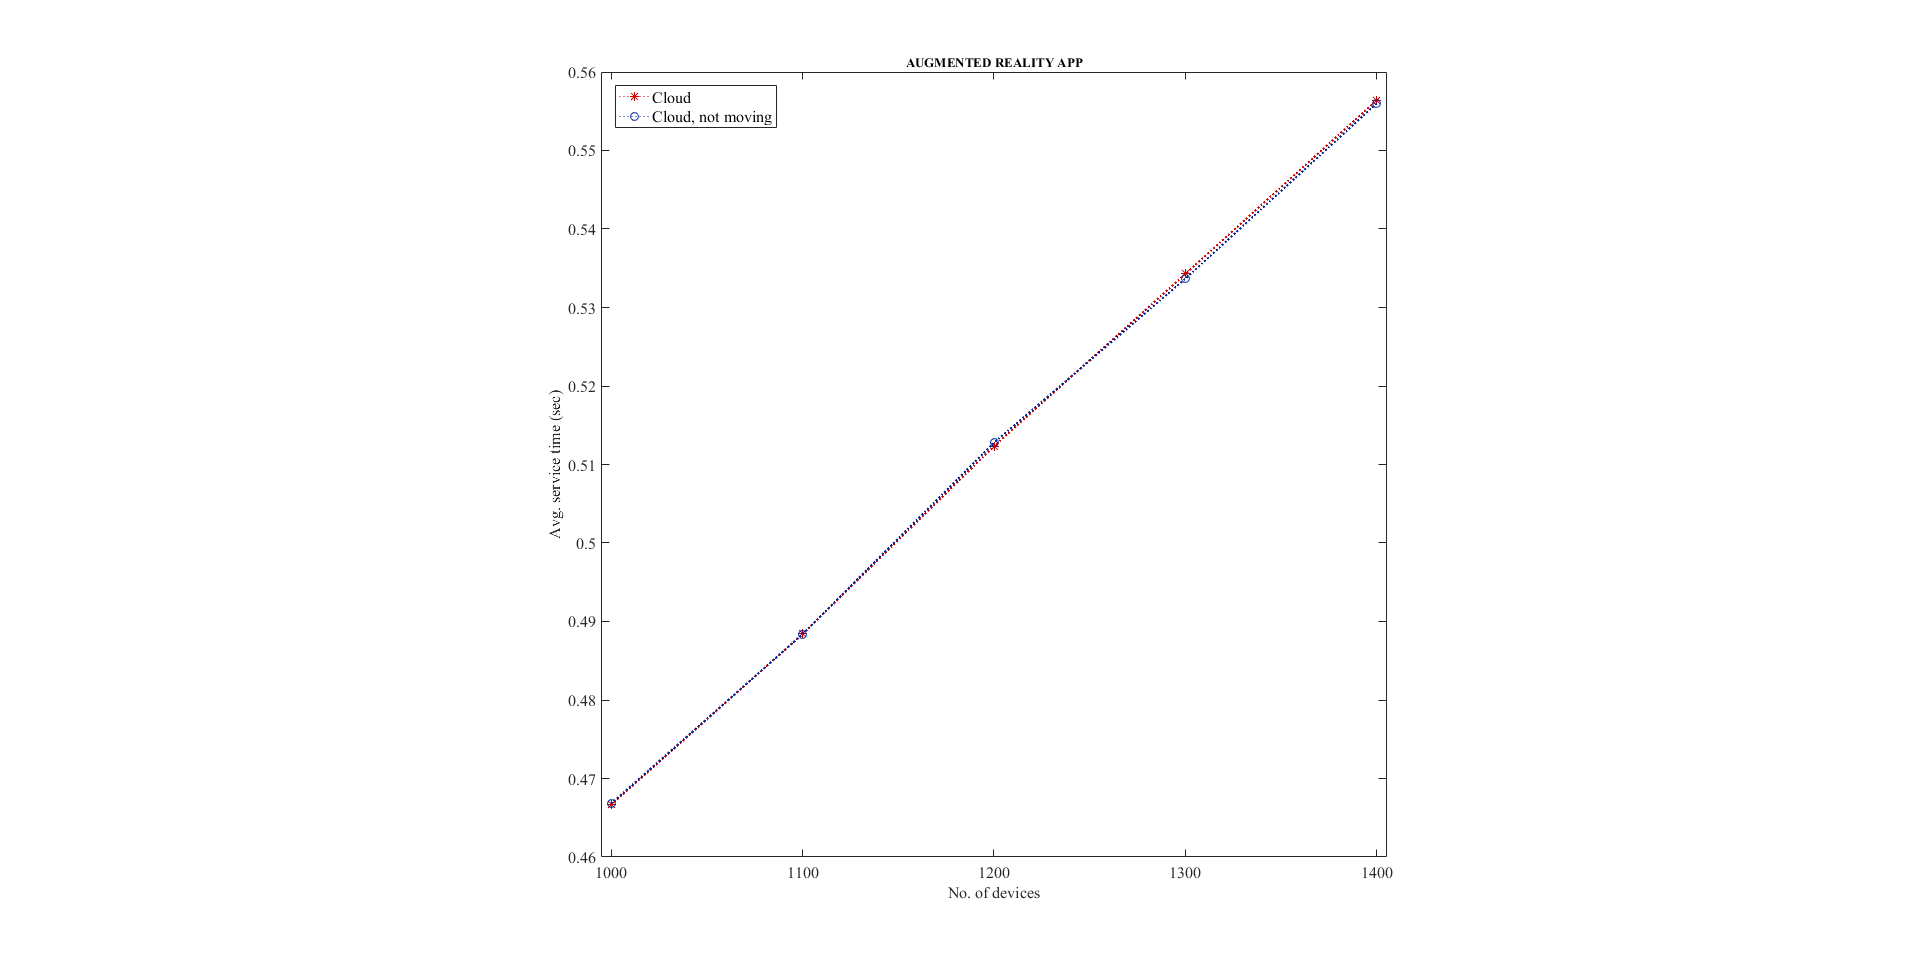 AUGMENTED REALITY APP
Cloud
Cloud, not moving
0.56
0.55
0.54
0.53
0.52
0.51
0.5
0.49
0.48
0.47
0.46
Avg. service time (sec)
1000 1100 1200 1300 1400
No. of devices